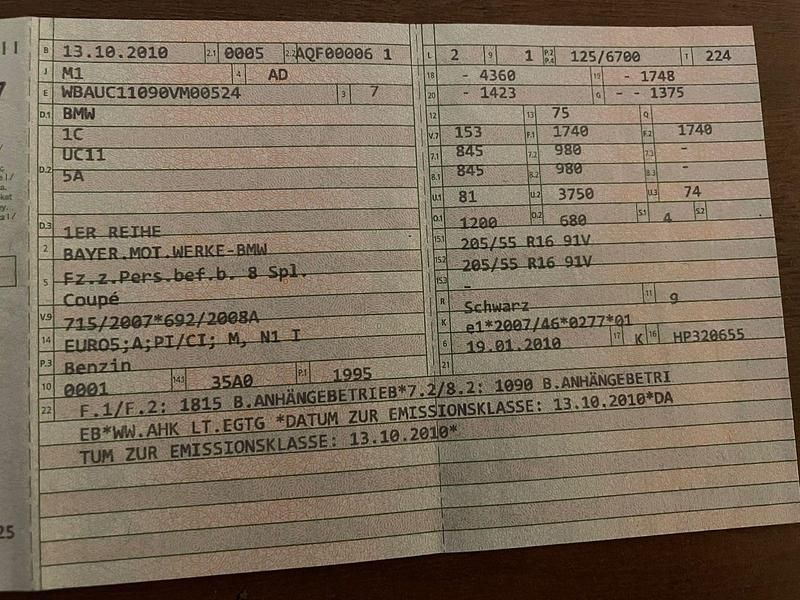 B 13.10.2010 2.1 0005 2.2 AQF00006 1
J M1 4 AD
E WBAUC11090VM00524 3 7
D.1 BMW
1C
UC11
D.2 5A
D.3 1ER REIHE
2 BAYER.MOT.WERKE-BMW
5 Fz.z.Pers.bef.b. 8 Spl.
Coupé
V.9 715/2007*692/2008A
14 EURO5;A;PI/CI; M, N1 I
P.3 Benzin
10 0001 14.1 35A0 P.1 1995
L 2 9 1 P.2 P.4 125/6700 T 224
18 - 4360 19 - 1748
20 - 1423 G - - 1375
12 13 75 Q
V.7 153 F.1 1740 F.2 1740
7.1 845 7.2 980 7.3 -
8.1 845 8.2 980 8.3 -
U.1 81 U.2 3750 U.3 74
O.1 1200 O.2 680 S.1 4 S.2
15.1 205/55 R16 91V
15.2 205/55 R16 91V
15.3 -
R Schwarz 11 9
K e1*2007/46*0277*01
6 19.01.2010 17 K 16 HP320655
21
22 F.1/F.2: 1815 B.ANHÄNGEBETRIEB*7.2/8.2: 1090 B.ANHÄNGEBETRI
EB*WW.AHK LT.EGTG *DATUM ZUR EMISSIONSKLASSE: 13.10.2010*DA
TUM ZUR EMISSIONSKLASSE: 13.10.2010*
25